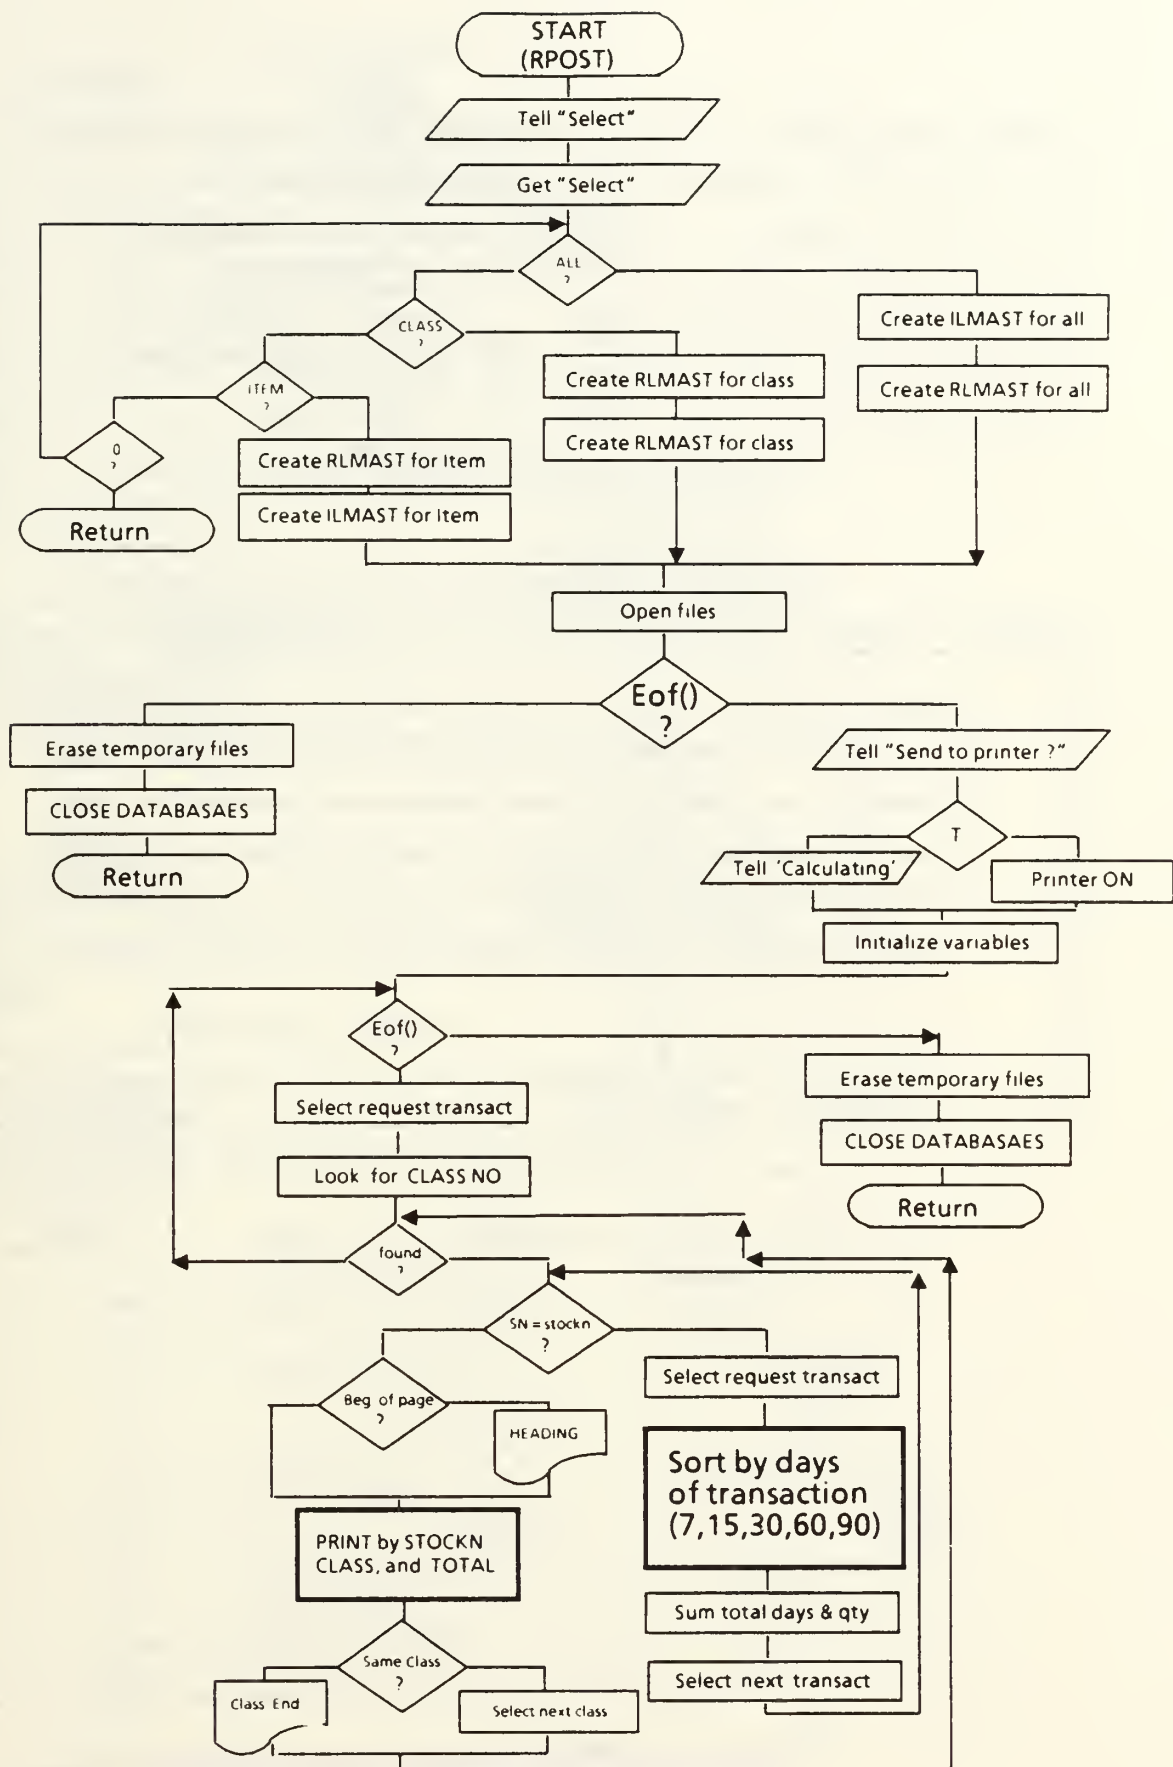 START
(RPOST)
Tell "Select"
Get "Select"
ALL
?
CLASS
?
Create ILMAST for all
ITEM
?
Create RLMAST for class
Create RLMAST for all
0
?
Create RLMAST for Item
Create RLMAST for class
Return
Create ILMAST for Item
Open files
Eof()
?
Erase temporary files
Tell "Send to printer ?"
CLOSE DATABASAES
T
Return
Tell 'Calculating'
Printer ON
Initialize variables
Eof()
?
Erase temporary files
Select request transact
CLOSE DATABASAES
Look for CLASS NO
Return
found
?
SN = stockn
?
Select request transact
Beg of page
?
HEADING
Sort by days
of transaction
(7,15,30,60,90)
PRINT by STOCKN
CLASS, and TOTAL
Sum total days & qty
Same Class
?
Select next transact
Class End
Select next class